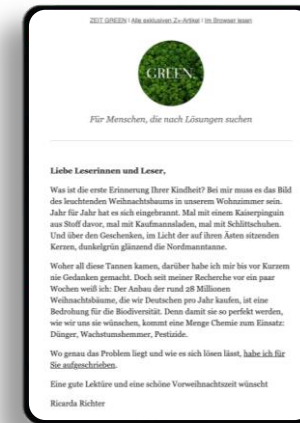 ZEIT GREEN | Alle exklusiven Z+-Artikel | Im Browser lesen
GREEN.
Für Menschen, die nach Lösungen suchen
Liebe Leserinnen und Leser,
Was ist die erste Erinnerung Ihrer Kindheit? Bei mir muss es das Bild
des leuchtenden Weihnachtsbaums in unserem Wohnzimmer sein.
Jahr für Jahr hat es sich eingebrannt. Mal mit einem Kaiserpinguin
aus Stoff davor, mal mit Kaufmannsladen, mal mit Schlittschuhen.
Und über den Geschenken, im Licht der auf ihren Ästen sitzenden
Kerzen, dunkelgrün glänzend die Nordmanntanne.
Woher all diese Tannen kamen, darüber habe ich mir bis vor Kurzem
nie Gedanken gemacht. Doch seit meiner Recherche vor ein paar
Wochen weiß ich: Der Anbau der rund 28 Millionen
Weihnachtsbäume, die wir Deutschen pro Jahr kaufen, ist eine
Bedrohung für die Biodiversität. Denn damit sie so perfekt werden,
wie wir uns sie wünschen, kommt eine Menge Chemie zum Einsatz:
Dünger, Wachstumshemmer, Pestizide.
Wo genau das Problem liegt und wie es sich lösen lässt, habe ich für
Sie aufgeschrieben.
Eine gute Lektüre und eine schöne Vorweihnachtszeit wünscht
Ricarda Richter